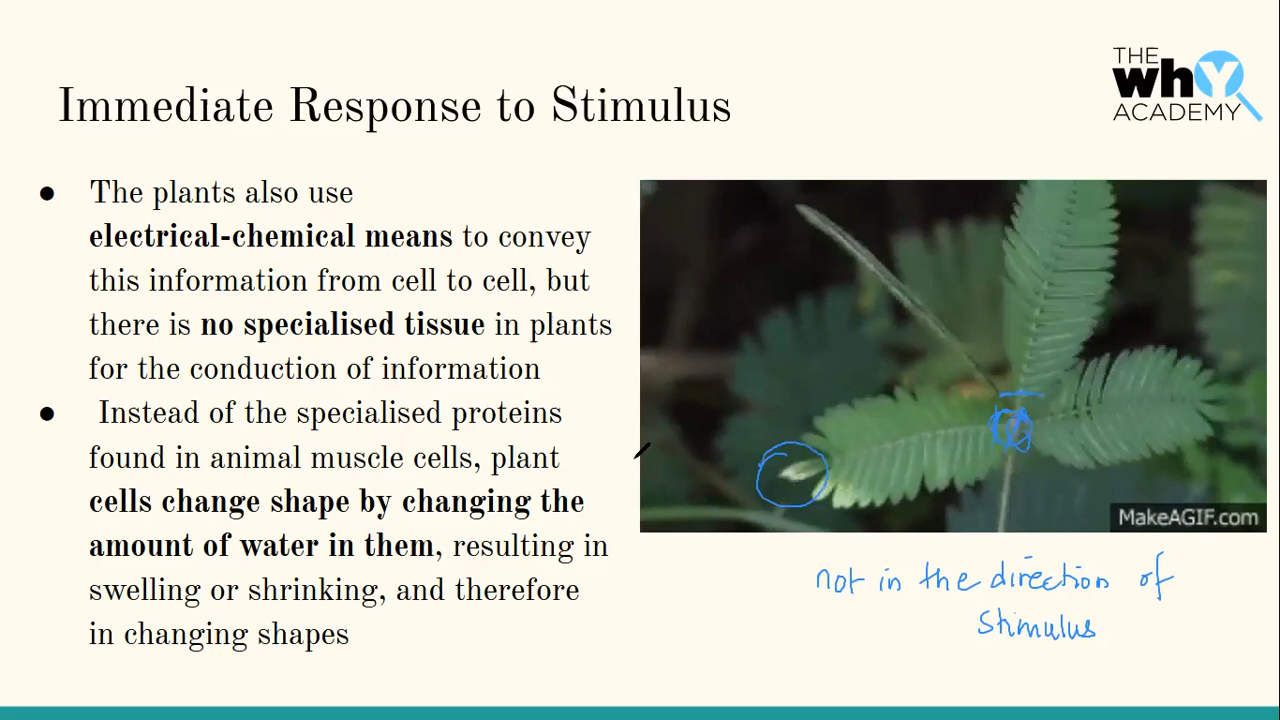 THE
whY
ACADEMY
Immediate Response to Stimulus
● The plants also use
electrical-chemical means to convey
this information from cell to cell, but
there is no specialised tissue in plants
for the conduction of information
● Instead of the specialised proteins
found in animal muscle cells, plant
cells change shape by changing the
amount of water in them, resulting in
swelling or shrinking, and therefore
in changing shapes
MakeAGIF.com
not in the direction of
Stimulus